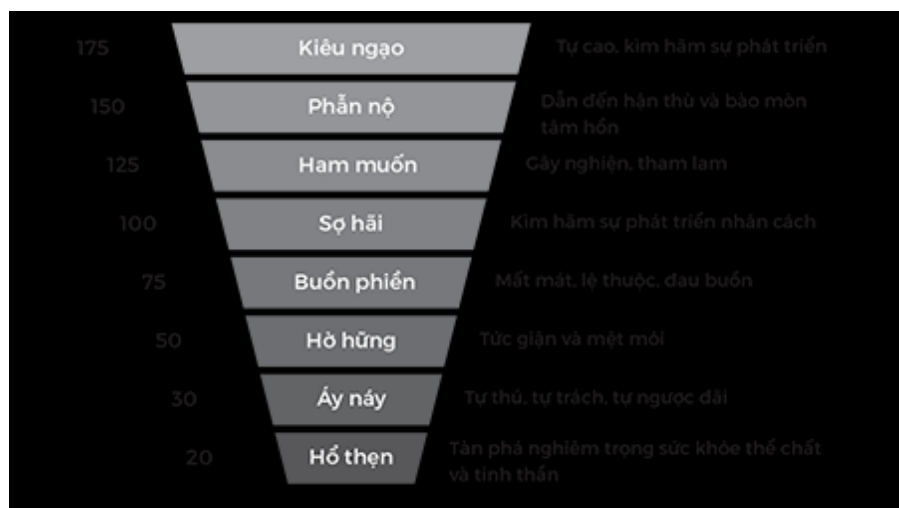 175 Kiêu ngạo Tự cao, kìm hãm sự phát triển
150 Phẫn nộ Dẫn đến hận thù và bào mòn
tâm hồn
125 Ham muốn Gây nghiện, tham lam
100 Sợ hãi Kìm hãm sự phát triển nhân cách
75 Buồn phiền Mất mát, lệ thuộc, đau buồn
50 Hờ hững Tức giận và mệt mỏi
30 Áy náy Tự thú, tự trách, tự ngược đãi
20 Hổ thẹn Tàn phá nghiêm trọng sức khỏe thể chất
và tinh thần